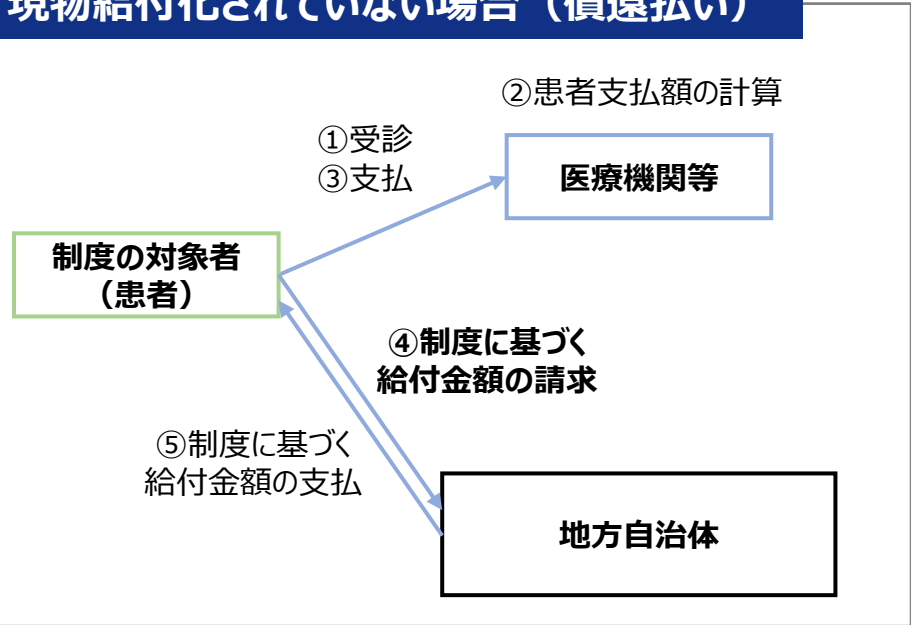 現物給付化されていない場合（償還払い）
②患者支払額の計算
①受診
③支払
医療機関等
制度の対象者
（患者）
④制度に基づく
給付金額の請求
⑤制度に基づく
給付金額の支払
地方自治体